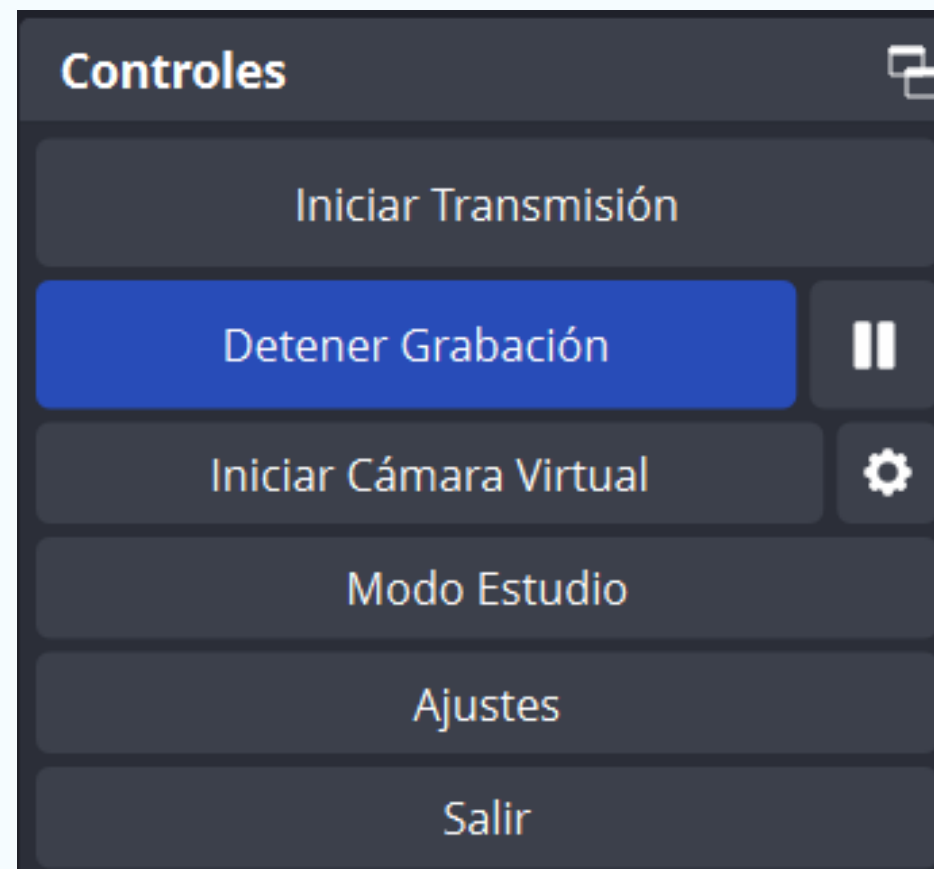 Controles
Iniciar Transmisión
Detener Grabación
Iniciar Cámara Virtual
Modo Estudio
Ajustes
Salir